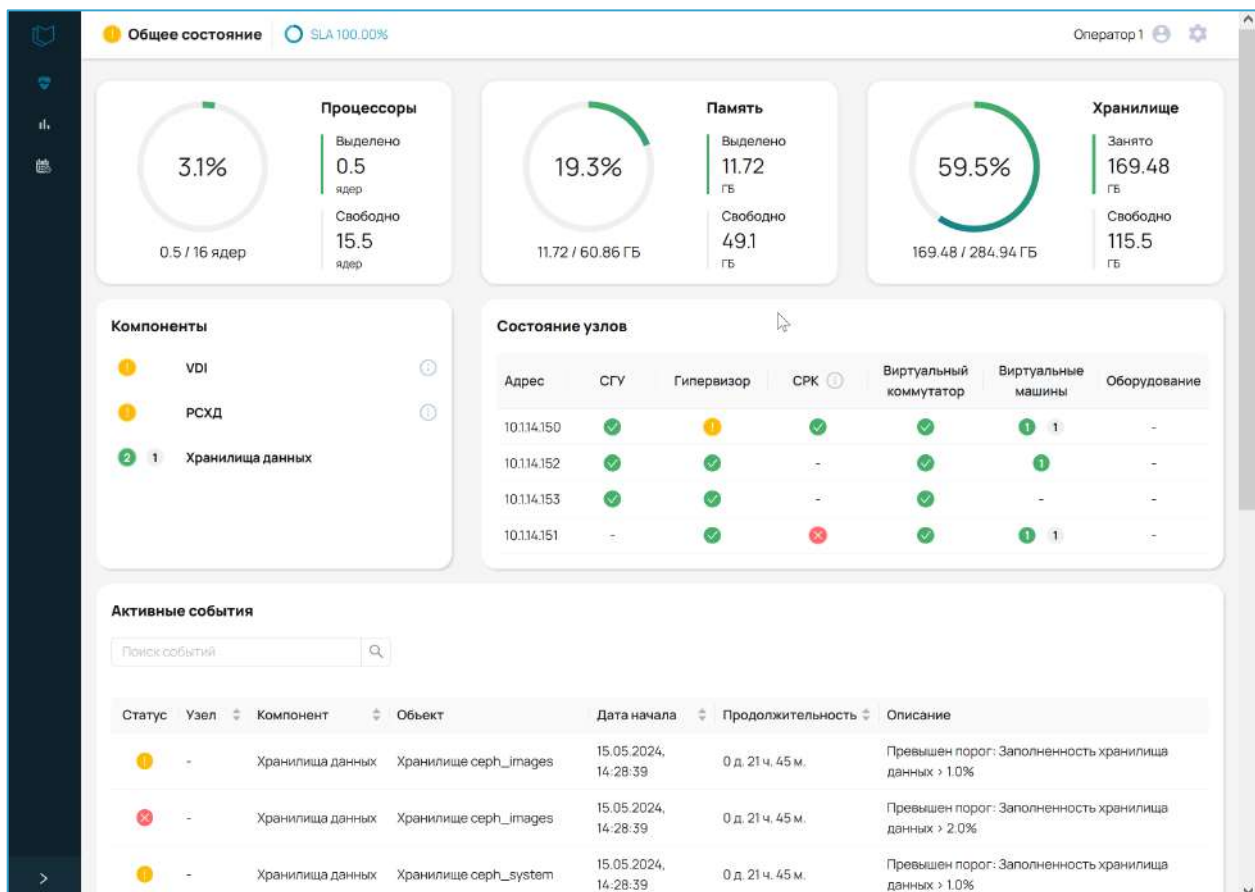 Общее состояние
SLA 100.00%
Оператор 1
Процессоры
3.1%
Выделено
0.5
ядер
Свободно
15.5
ядер
0.5 / 16 ядер
Память
19.3%
Выделено
11.72
ГБ
Свободно
49.1
ГБ
11.72 / 60.86 ГБ
Хранилище
59.5%
Занято
169.48
ГБ
Свободно
115.5
ГБ
169.48 / 284.94 ГБ
Компоненты
VDI
РСХД
2 1 Хранилища данных
Состояние узлов
Адрес СГУ Гипервизор СРК Виртуальный коммутатор Виртуальные машины Оборудование
10.1.14.150 1 1 -
10.1.14.152 - 1 -
10.1.14.153 - - -
10.1.14.151 - 1 1 -
Активные события
Поиск событий
Статус Узел Компонент Объект Дата начала Продолжительность Описание
- Хранилища данных Хранилище ceph_images 15.05.2024, 14:28:39 0 д. 21 ч. 45 м. Превышен порог: Заполненность хранилища данных > 1.0%
- Хранилища данных Хранилище ceph_images 15.05.2024, 14:28:39 0 д. 21 ч. 45 м. Превышен порог: Заполненность хранилища данных > 2.0%
- Хранилища данных Хранилище ceph_system 15.05.2024, 14:28:39 0 д. 21 ч. 45 м. Превышен порог: Заполненность хранилища данных > 1.0%